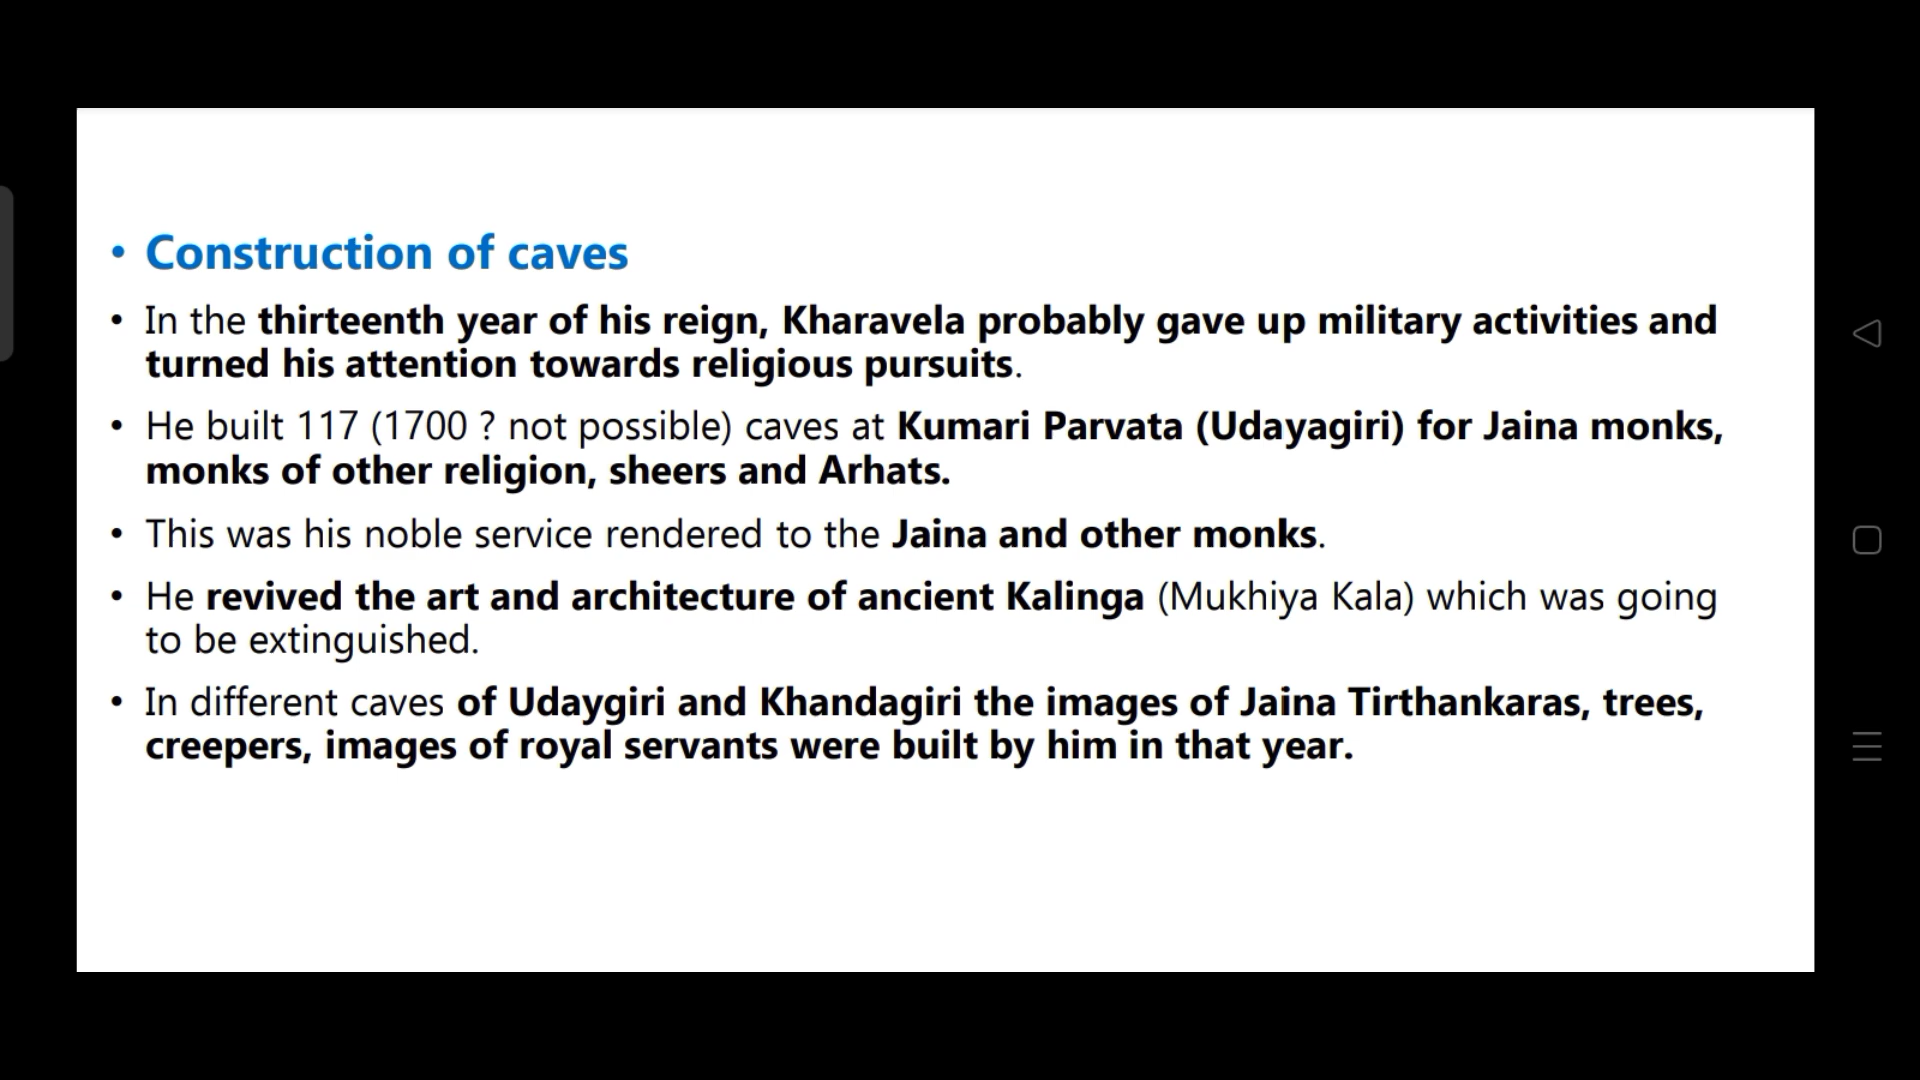 • Construction of caves
• In the thirteenth year of his reign, Kharavela probably gave up military activities and
turned his attention towards religious pursuits.
• He built 117 (1700 ? not possible) caves at Kumari Parvata (Udayagiri) for Jaina monks,
monks of other religion, sheers and Arhats.
• This was his noble service rendered to the Jaina and other monks.
• He revived the art and architecture of ancient Kalinga (Mukhiya Kala) which was going
to be extinguished.
• In different caves of Udaygiri and Khandagiri the images of Jaina Tirthankaras, trees,
creepers, images of royal servants were built by him in that year.